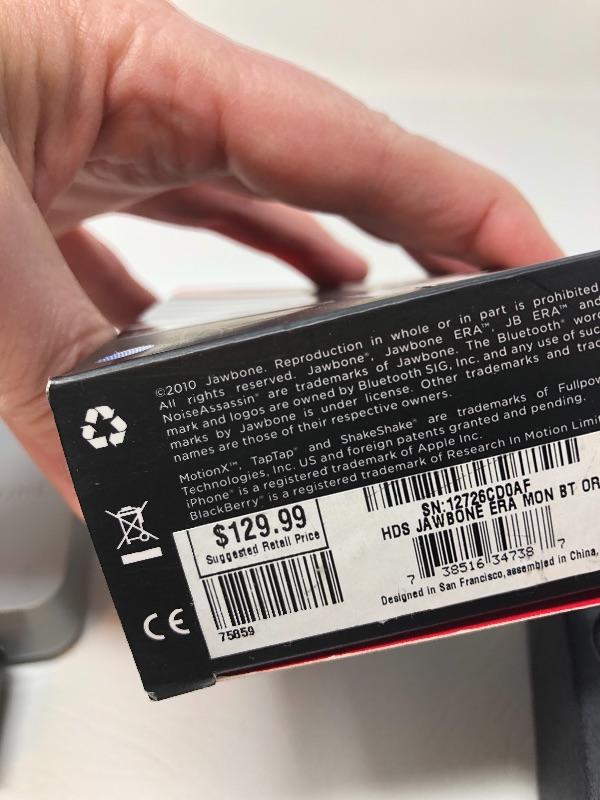 ©2010 Jawbone. Reproduction in whole or in part is prohibited
All rights reserved. Jawbone®, Jawbone ERA™, JB ERA™ and
NoiseAssassin® are trademarks of Jawbone. The Bluetooth® word
mark and logos are owned by Bluetooth SIG, Inc. and any use of suc
marks by Jawbone is under license. Other trademarks and trad
names are those of their respective owners.
MotionX™, TapTap® and ShakeShake® are trademarks of Fullpow
Technologies, Inc. US and foreign patents granted and pending.
iPhone® is a registered trademark of Apple Inc.
BlackBerry® is a registered trademark of Research In Motion Limi
$129.99
Suggested Retail Price
75859
SN:12726CD0AF
HDS JAWBONE ERA MON BT OR
7 38516 34738 7
Designed in San Francisco, assembled in China,
CE